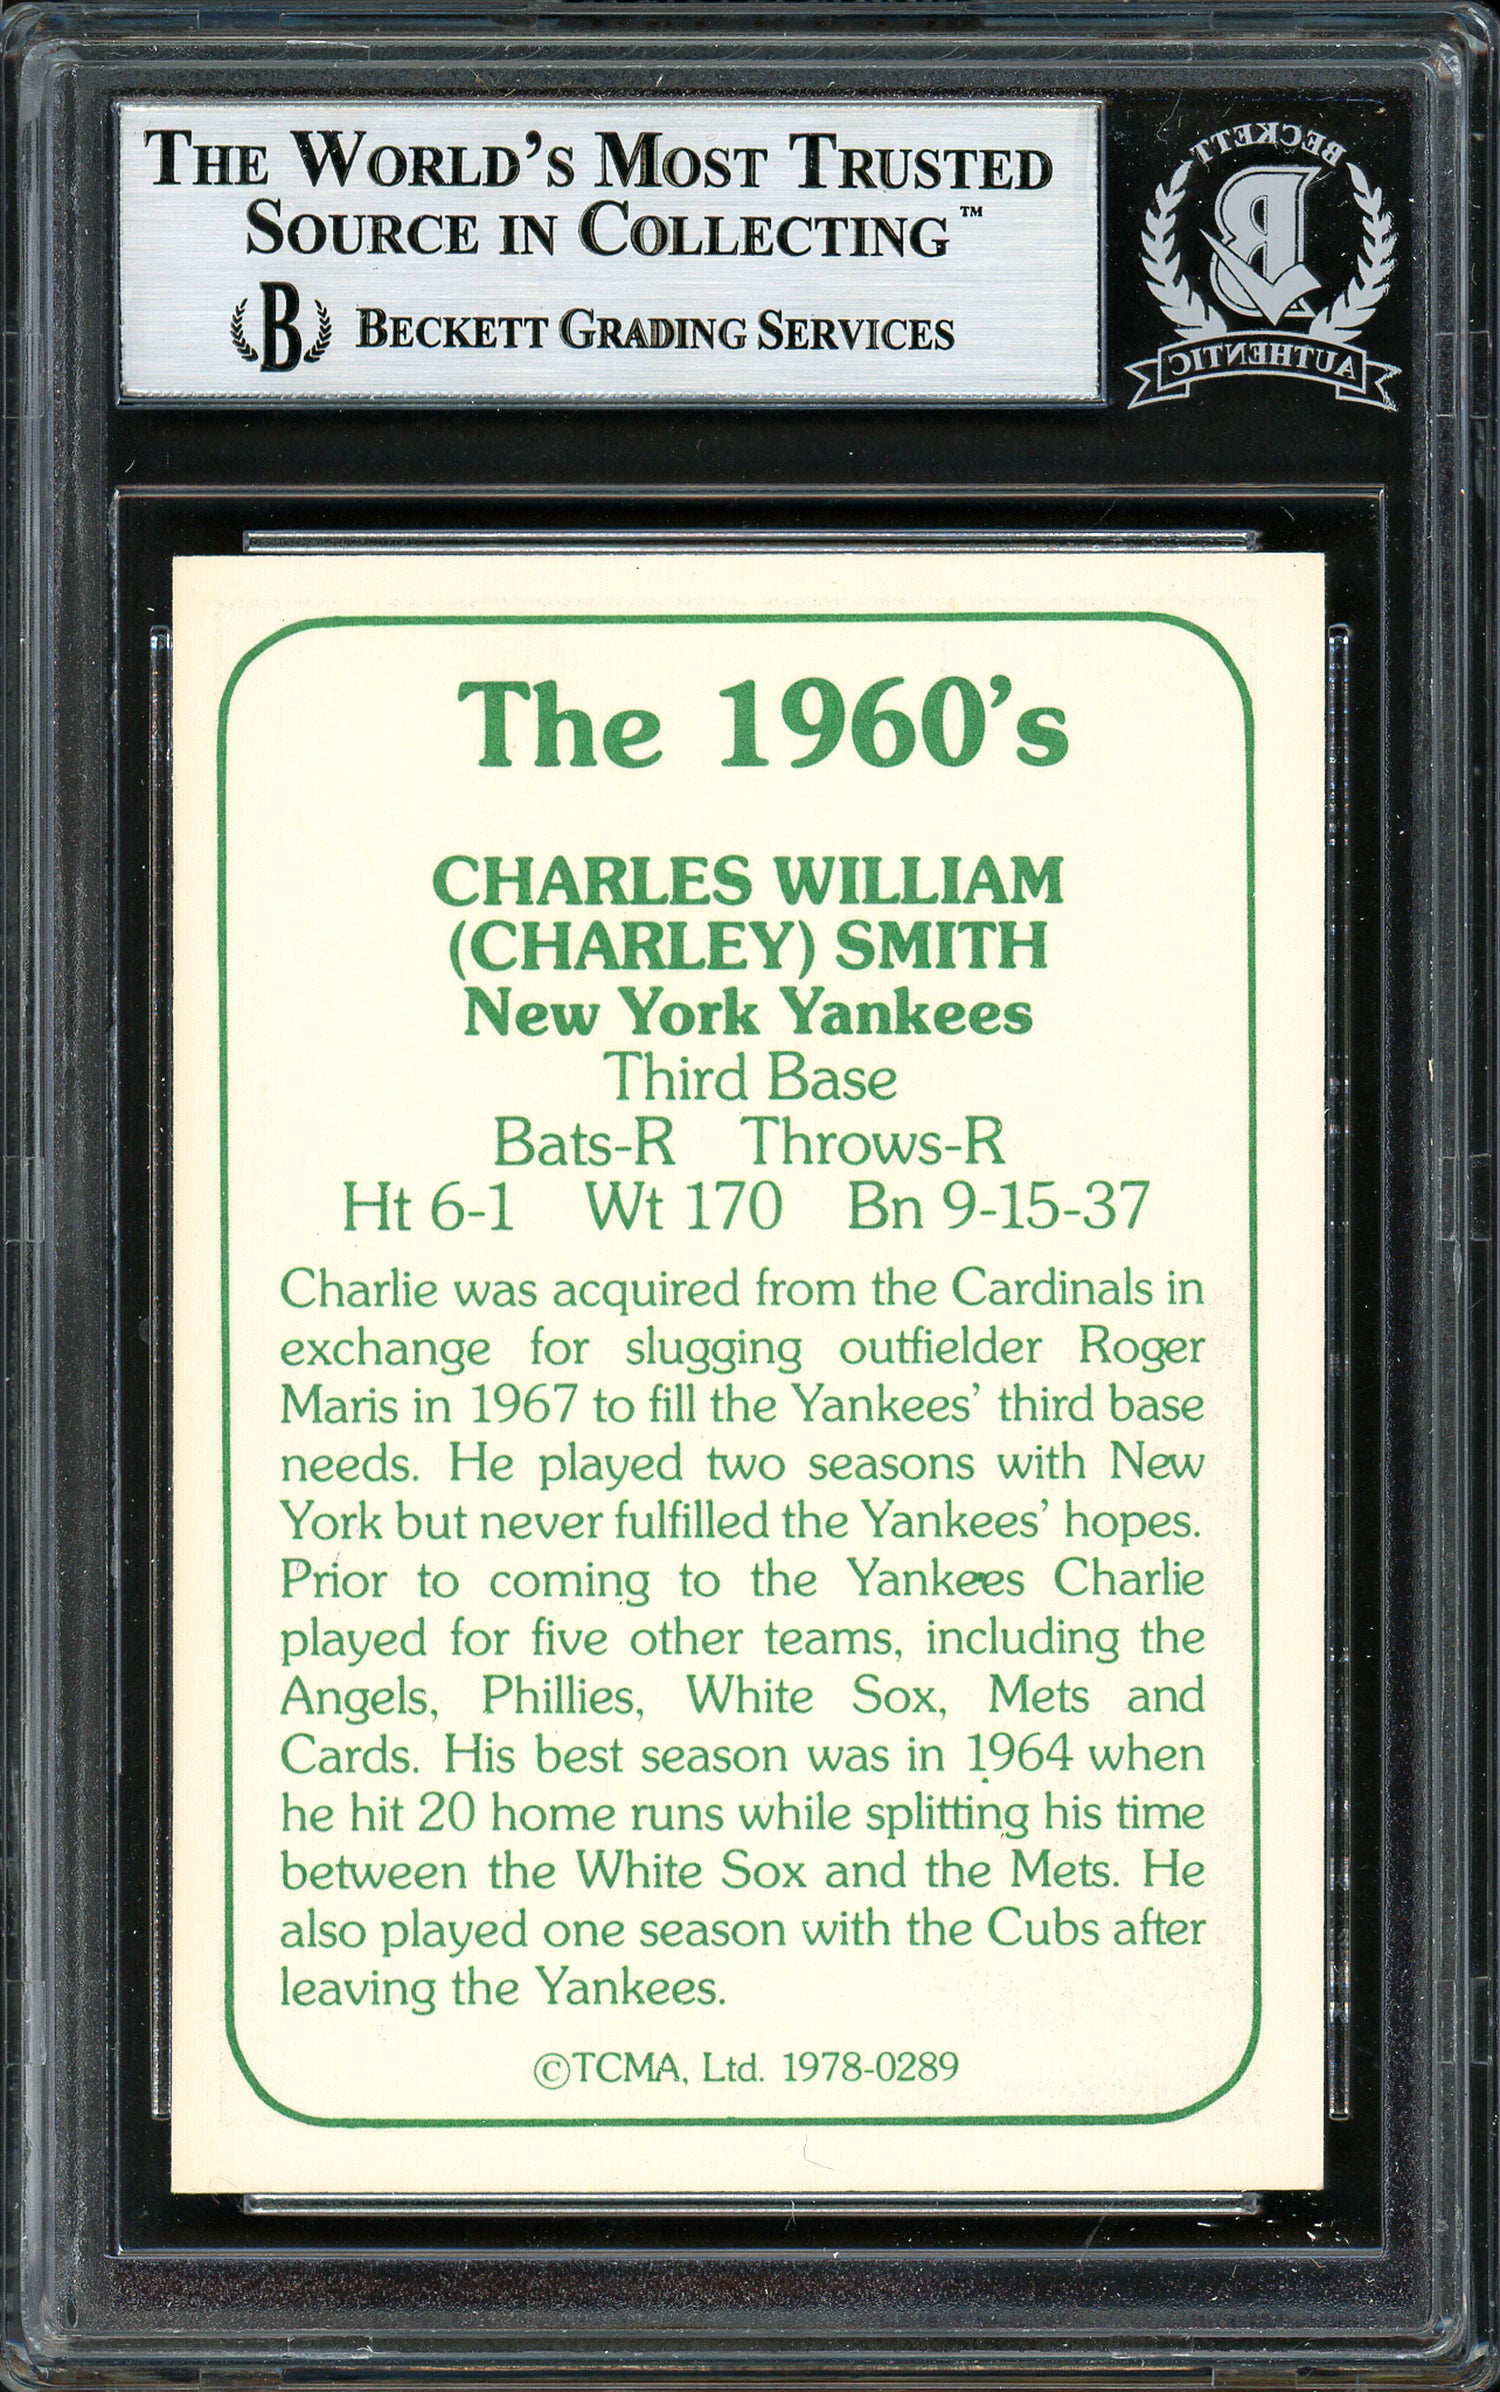 THE WORLD'S MOST TRUSTED
SOURCE IN COLLECTING™
B BECKETT GRADING SERVICES
BECKETT
B
AUTHENTIC
The 1960's
CHARLES WILLIAM
(CHARLEY) SMITH
New York Yankees
Third Base
Bats-R Throws-R
Ht 6-1 Wt 170 Bn 9-15-37
Charlie was acquired from the Cardinals in
exchange for slugging outfielder Roger
Maris in 1967 to fill the Yankees' third base
needs. He played two seasons with New
York but never fulfilled the Yankees' hopes.
Prior to coming to the Yankees Charlie
played for five other teams, including the
Angels, Phillies, White Sox, Mets and
Cards. His best season was in 1964 when
he hit 20 home runs while splitting his time
between the White Sox and the Mets. He
also played one season with the Cubs after
leaving the Yankees.
©TCMA, Ltd. 1978-0289